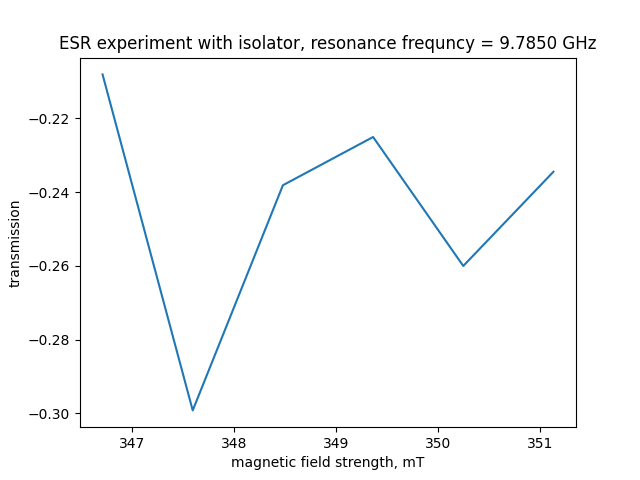 ESR experiment with isolator, resonance frequncy = 9.7850 GHz
transmission
−0.22
−0.24
−0.26
−0.28
−0.30
347 348 349 350 351
magnetic field strength, mT